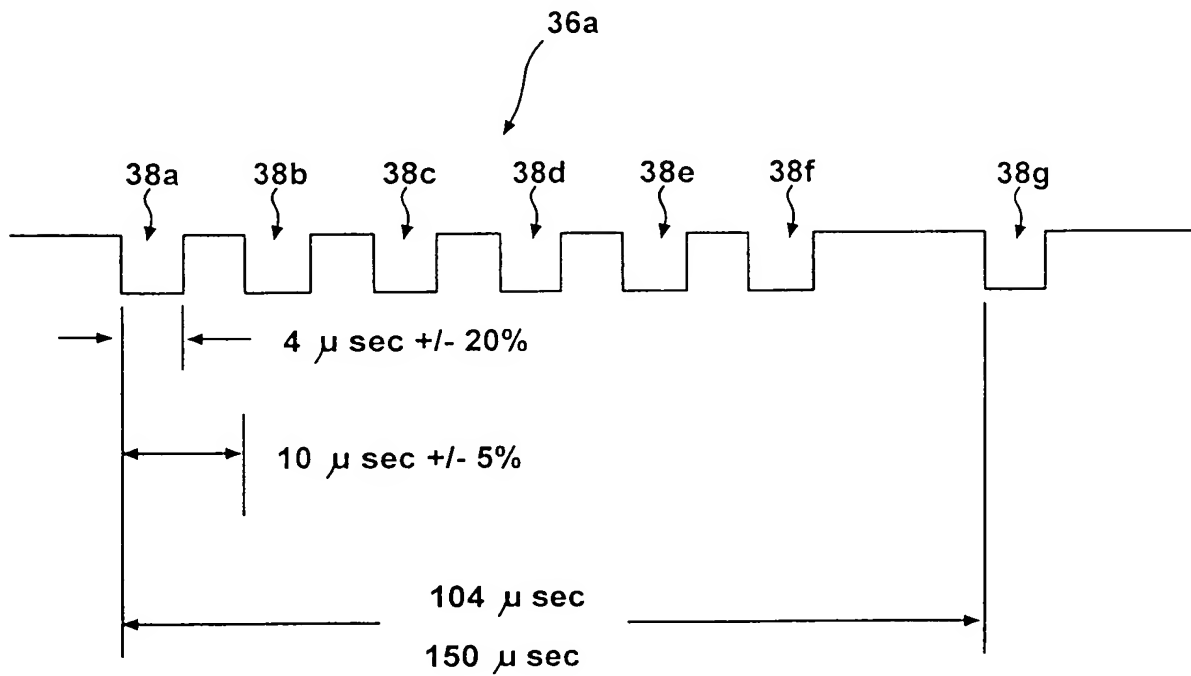 36a
38a 38b 38c 38d 38e 38f 38g
4 μ sec +/- 20%
10 μ sec +/- 5%
104 μ sec
150 μ sec